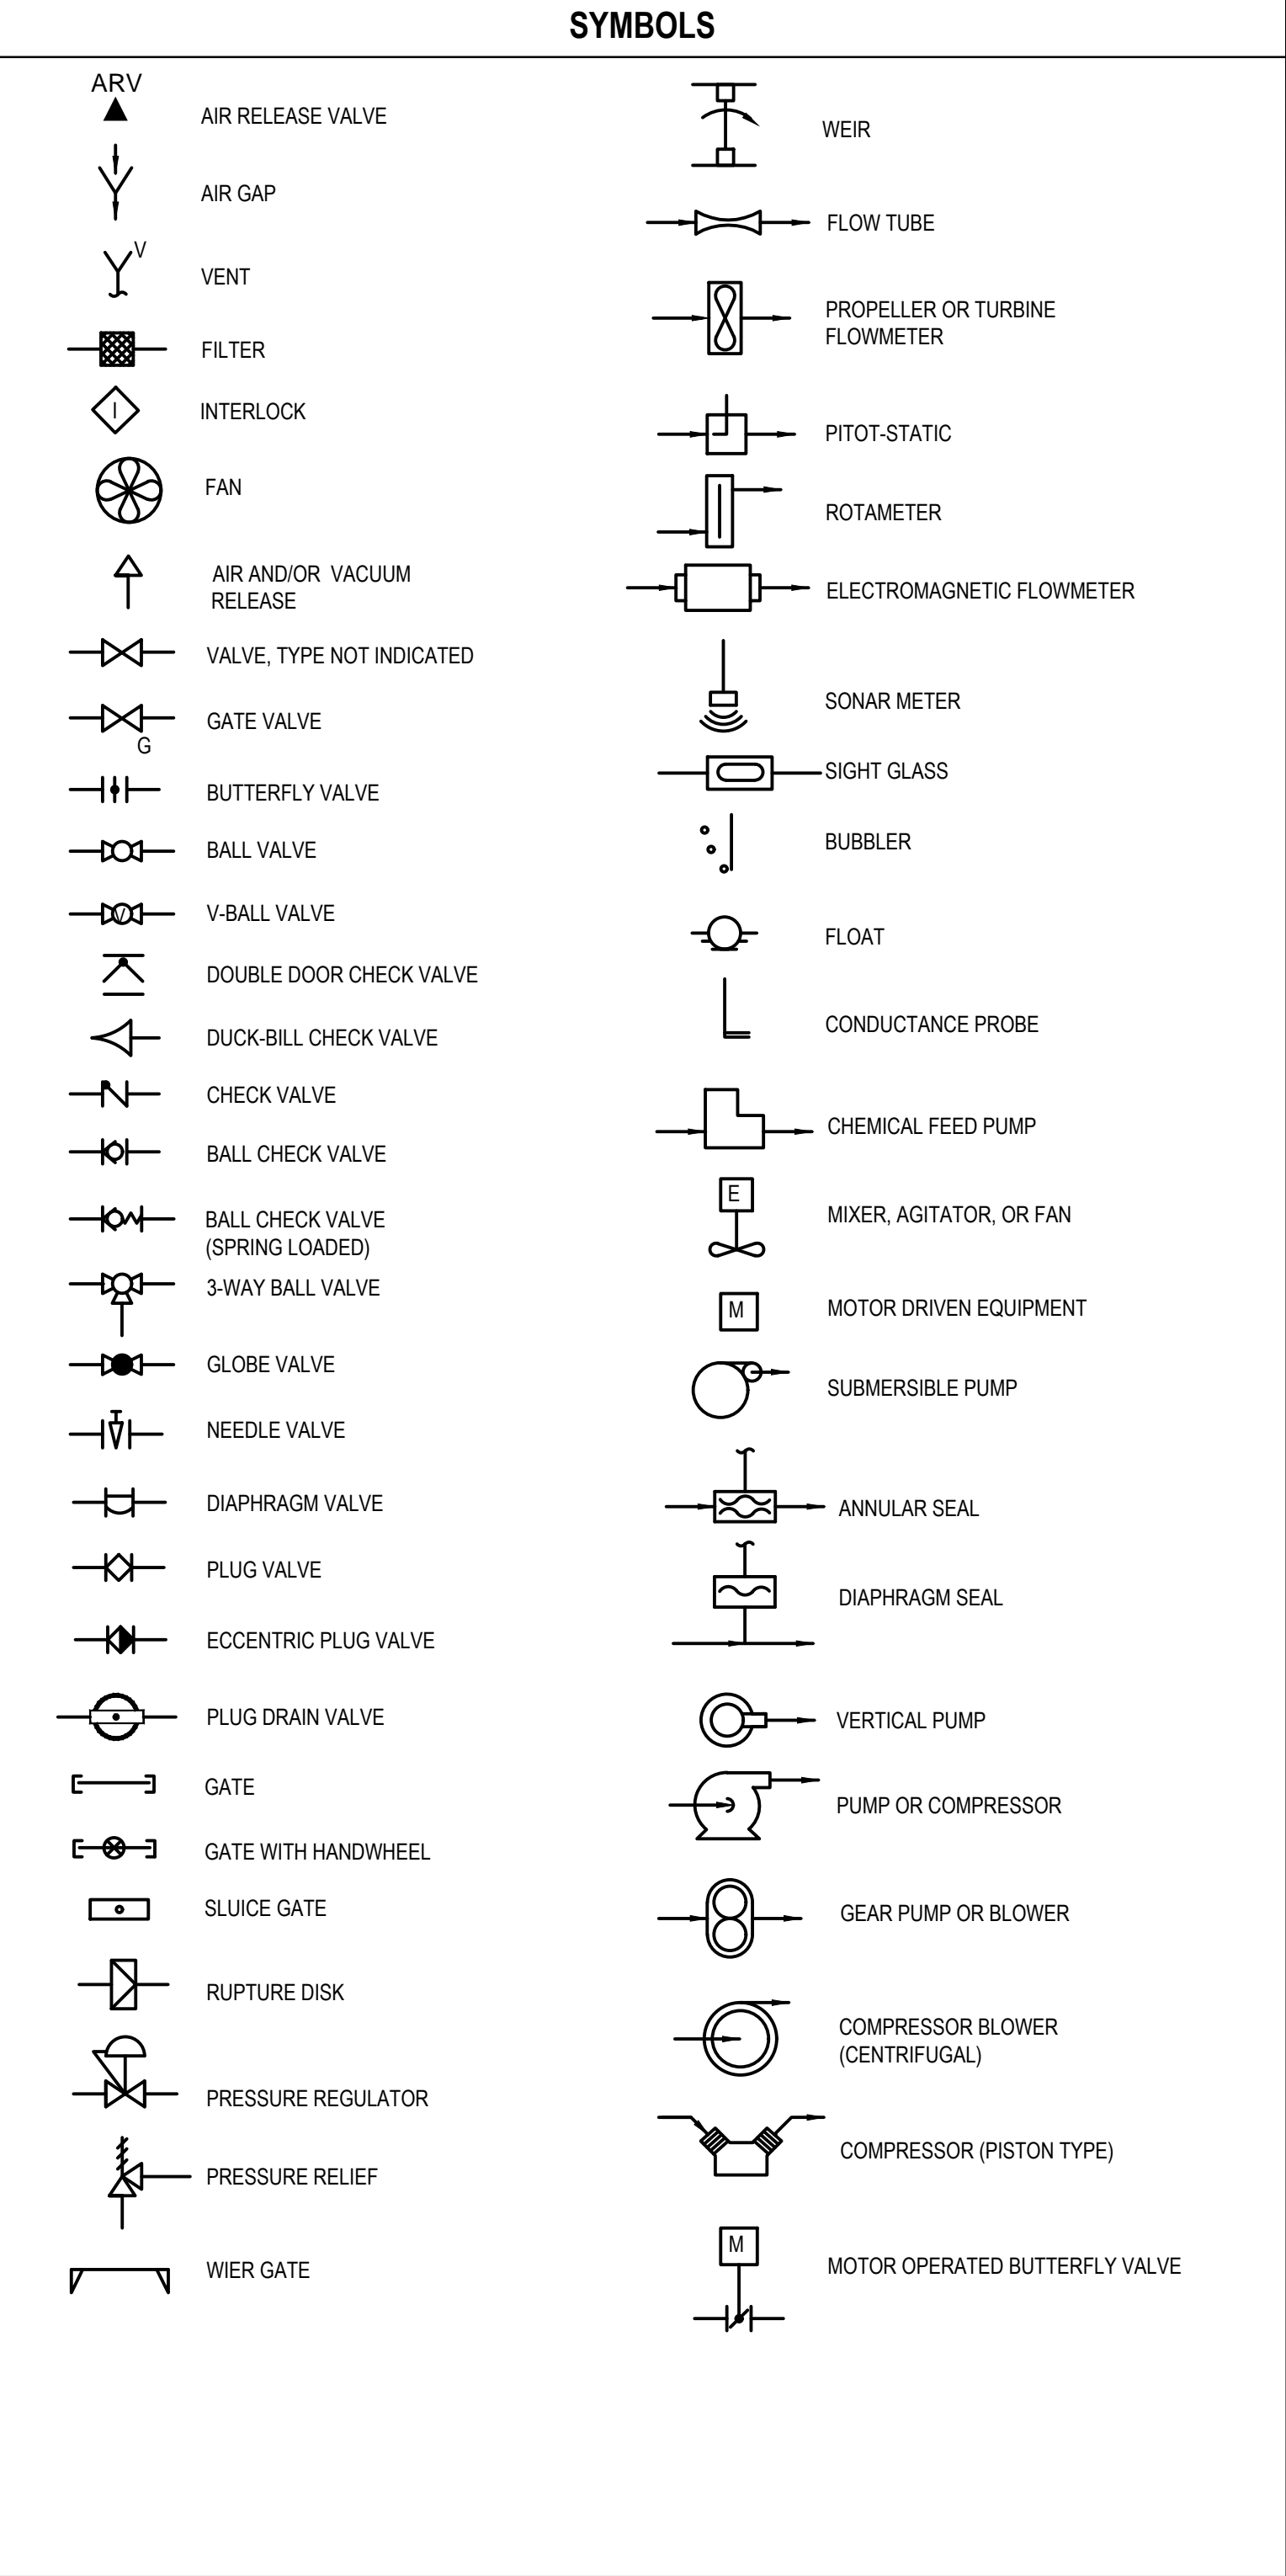 SYMBOLS
ARV
AIR RELEASE VALVE
AIR GAP
V
VENT
FILTER
I
INTERLOCK
FAN
AIR AND/OR VACUUM
RELEASE
VALVE, TYPE NOT INDICATED
GATE VALVE
G
BUTTERFLY VALVE
BALL VALVE
V
V-BALL VALVE
DOUBLE DOOR CHECK VALVE
DUCK-BILL CHECK VALVE
CHECK VALVE
BALL CHECK VALVE
BALL CHECK VALVE
(SPRING LOADED)
3-WAY BALL VALVE
GLOBE VALVE
NEEDLE VALVE
DIAPHRAGM VALVE
PLUG VALVE
ECCENTRIC PLUG VALVE
PLUG DRAIN VALVE
GATE
GATE WITH HANDWHEEL
SLUICE GATE
RUPTURE DISK
PRESSURE REGULATOR
PRESSURE RELIEF
WIER GATE
WEIR
FLOW TUBE
PROPELLER OR TURBINE
FLOWMETER
PITOT-STATIC
ROTAMETER
ELECTROMAGNETIC FLOWMETER
SONAR METER
SIGHT GLASS
BUBBLER
FLOAT
CONDUCTANCE PROBE
CHEMICAL FEED PUMP
E
MIXER, AGITATOR, OR FAN
M
MOTOR DRIVEN EQUIPMENT
SUBMERSIBLE PUMP
ANNULAR SEAL
DIAPHRAGM SEAL
VERTICAL PUMP
PUMP OR COMPRESSOR
GEAR PUMP OR BLOWER
COMPRESSOR BLOWER
(CENTRIFUGAL)
COMPRESSOR (PISTON TYPE)
M
MOTOR OPERATED BUTTERFLY VALVE